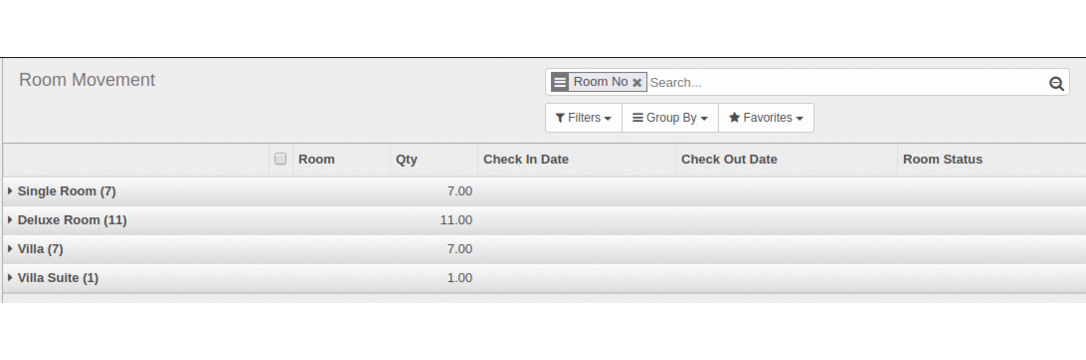 Room Movement
Room No Search...
Filters Group By Favorites
Room Qty Check In Date Check Out Date Room Status
Single Room (7) 7.00
Deluxe Room (11) 11.00
Villa (7) 7.00
Villa Suite (1) 1.00